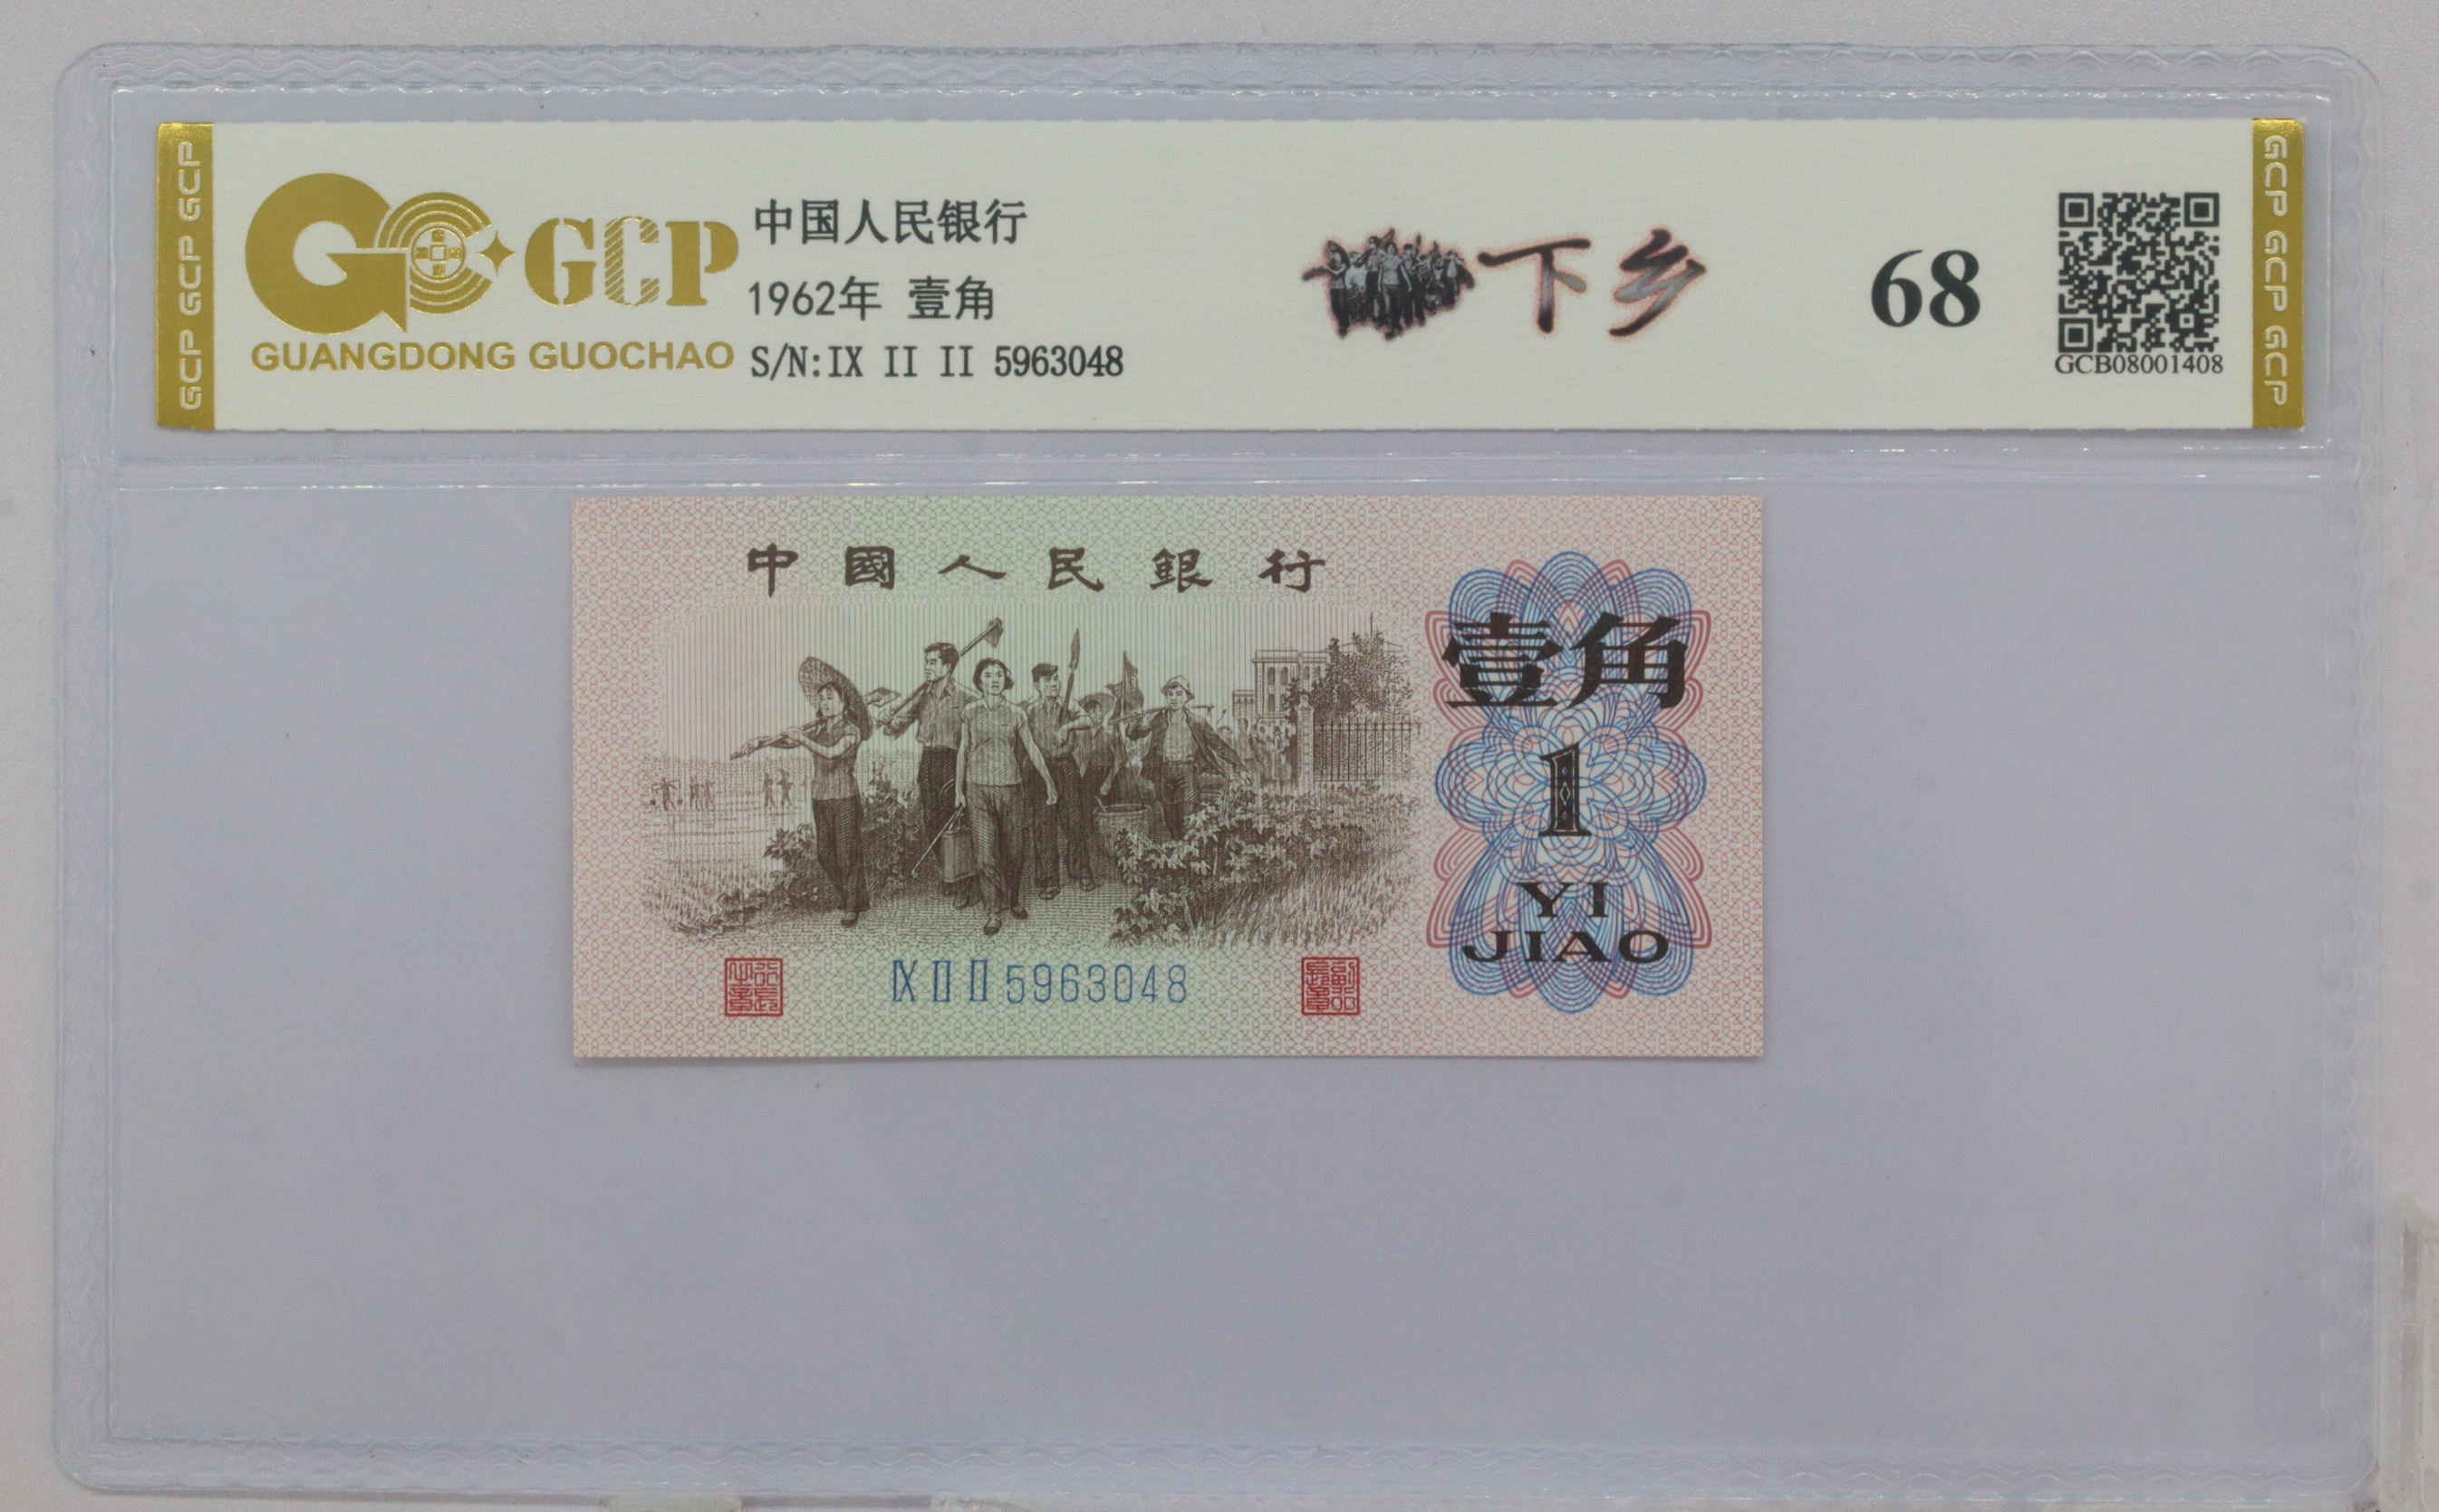 GCP GCP GCP
GCP
GUANGDONG GUOCHAO
中国人民银行
1962年 壹角
S/N:IX II II 5963048
下乡
68
GCB08001408
GCP GCP GCP
中國人民銀行
壹角
1
YI
JIAO
IX II II 5963048